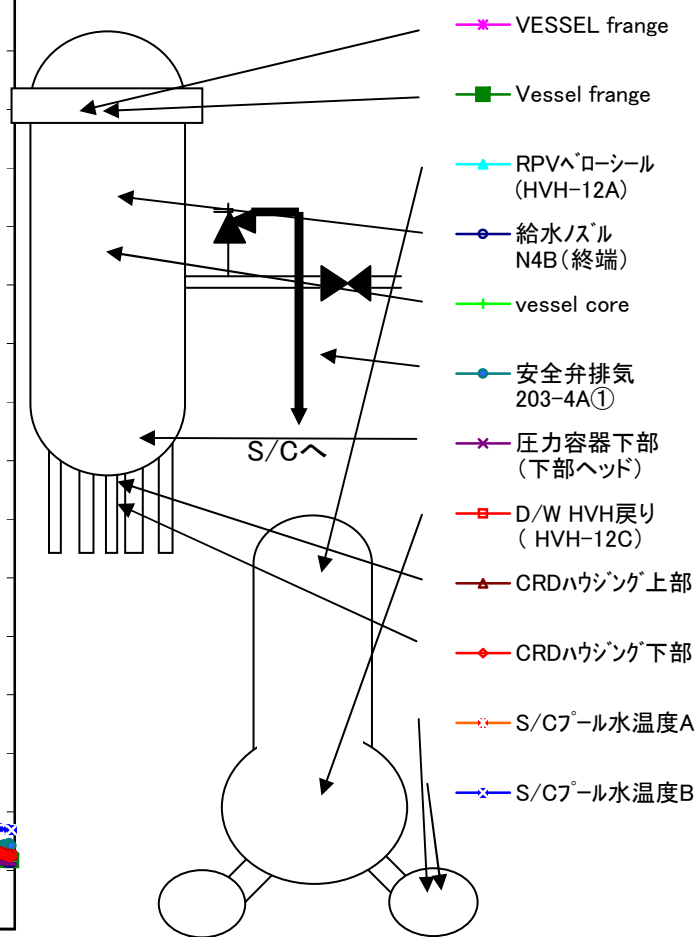 VESSEL frange
Vessel frange
RPVﾍﾞﾛｰｼｰﾙ
(HVH-12A)
給水ﾉｽﾞﾙ
N4B(終端)
vessel core
安全弁排気
203-4A①
S/Cへ
圧力容器下部
(下部ヘッド)
D/W HVH戻り
( HVH-12C)
CRDﾊｳｼﾞﾝｸﾞ上部
CRDﾊｳｼﾞﾝｸﾞ下部
S/Cﾌﾟｰﾙ水温度A
S/Cﾌﾟｰﾙ水温度B